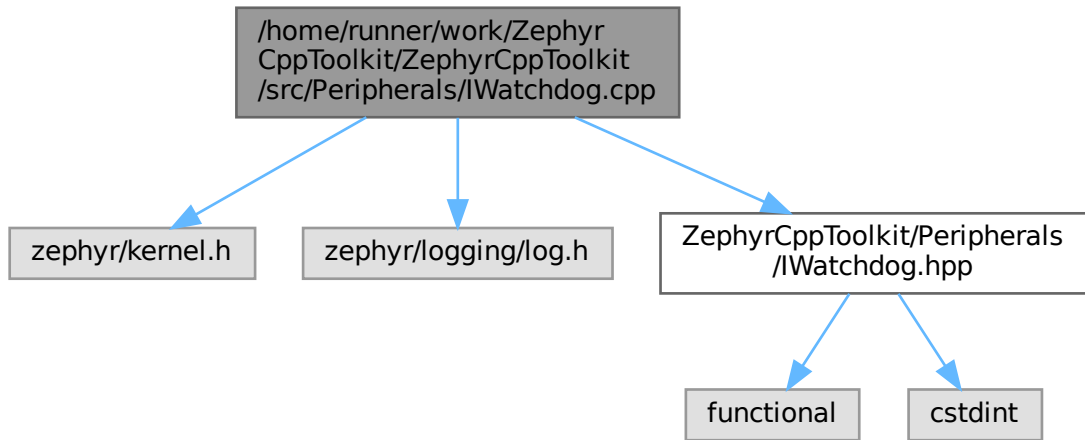 /home/runner/work/Zephyr
CppToolkit/ZephyrCppToolkit
/src/Peripherals/IWatchdog.cpp
zephyr/kernel.h
zephyr/logging/log.h
ZephyrCppToolkit/Peripherals
/IWatchdog.hpp
functional
cstdint